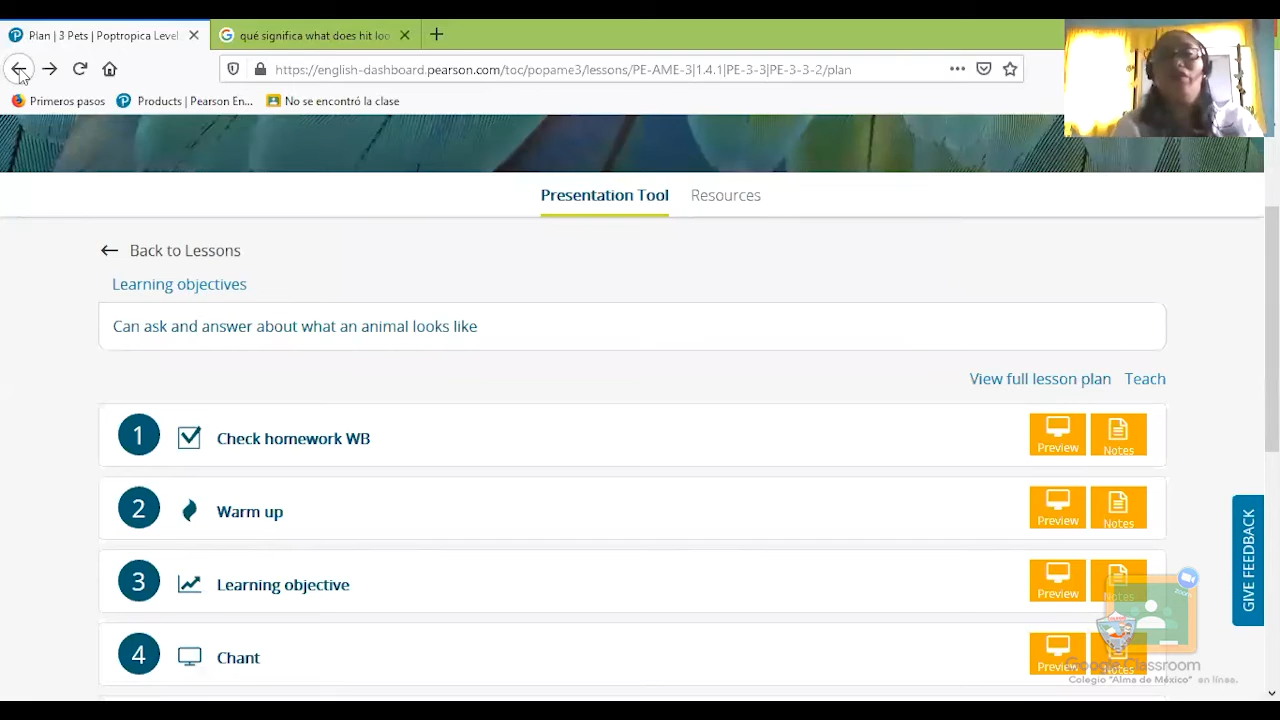 Plan | 3 Pets | Poptropica Level
qué significa what does hit loo
https://english-dashboard.pearson.com/toc/popame3/lessons/PE-AME-3|1.4.1|PE-3-3|PE-3-3-2/plan
Primeros pasos
Products | Pearson En...
No se encontró la clase
Presentation Tool
Resources
Back to Lessons
Learning objectives
Can ask and answer about what an animal looks like
View full lesson plan
Teach
1 Check homework WB Preview Notes
2 Warm up Preview Notes
3 Learning objective Preview Notes
4 Chant Preview Notes
GIVE FEEDBACK
zoom
Google Classroom
Colegio "Alma de México" en línea.